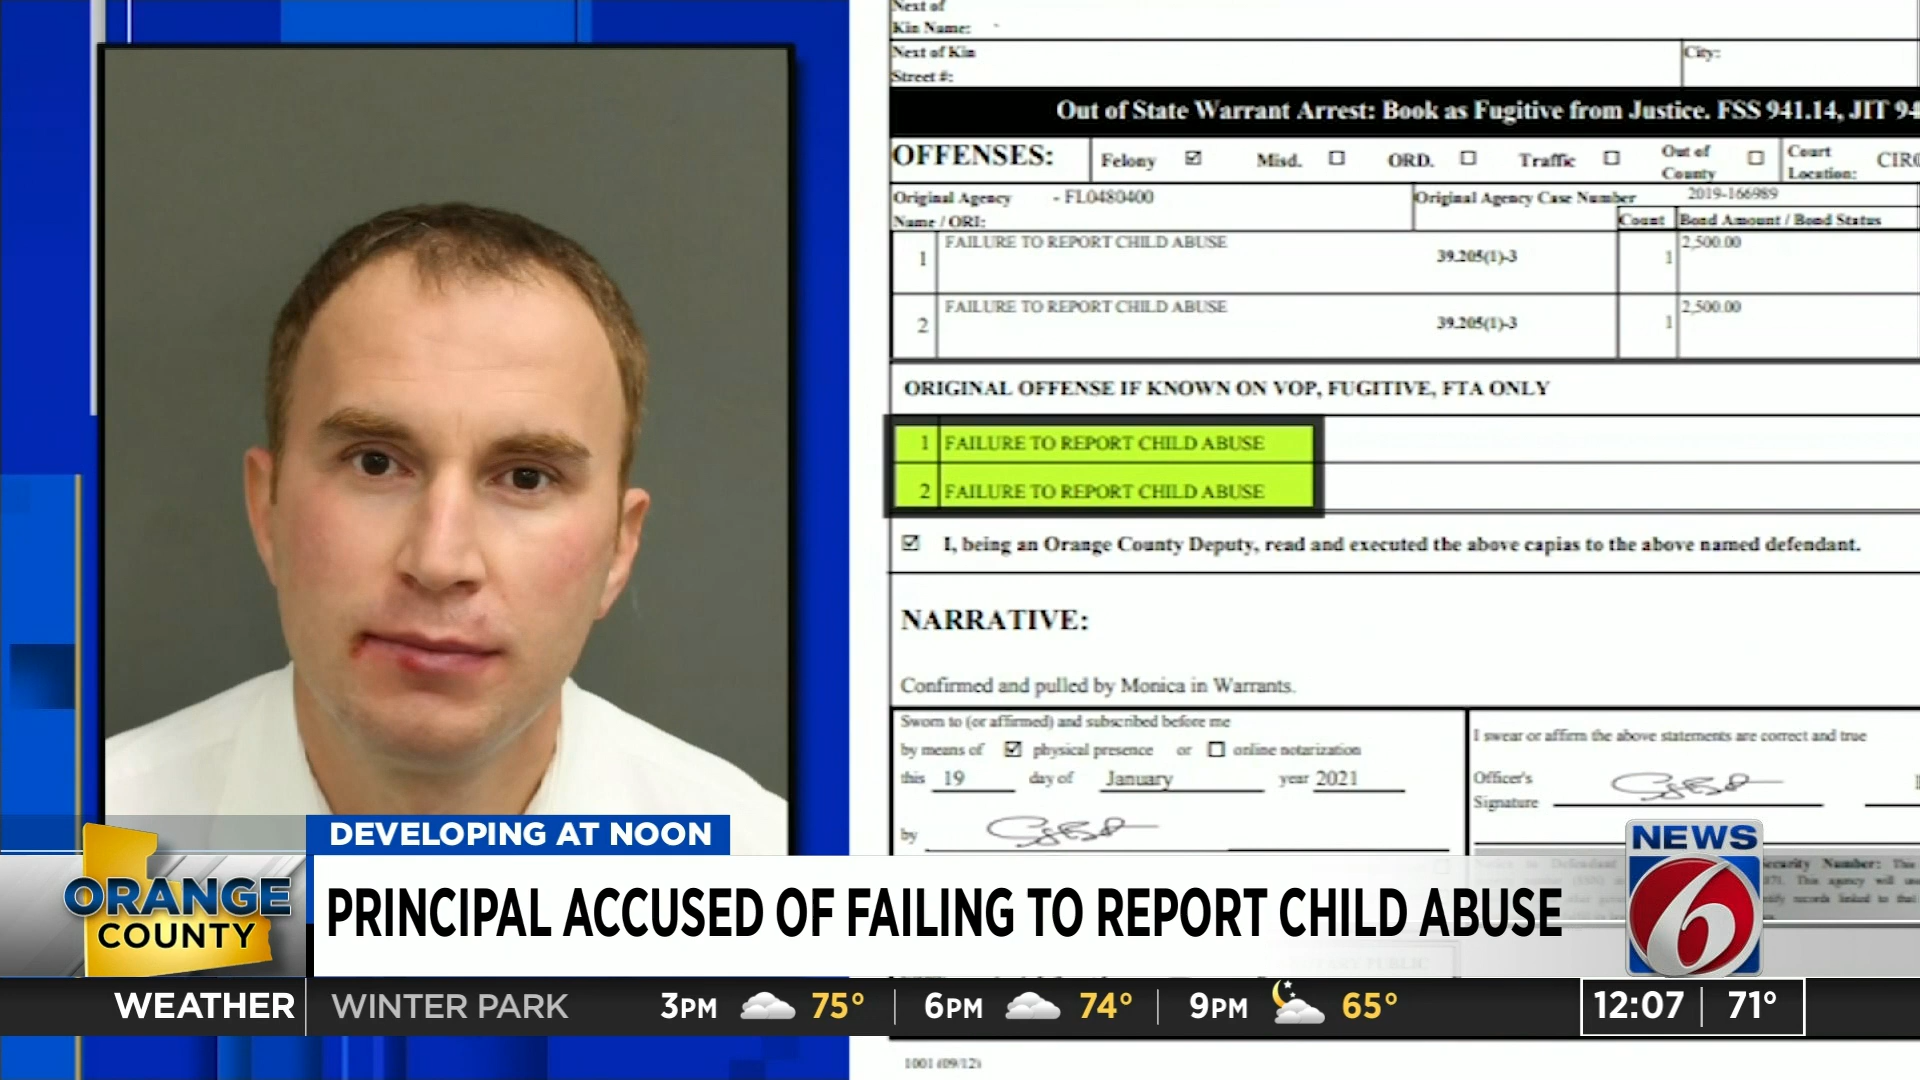 Next of
Kin Name:
Next of Kin
Street #:
City:
Out of State Warrant Arrest: Book as Fugitive from Justice. FSS 941.14, JIT 94
OFFENSES:
Felony ☑ Misd. ☐ ORD. ☐ Traffic ☐ Out of County ☐ Court Location: CIRC
Original Agency Name / ORI: - FL0480400
Original Agency Case Number 2019-166989
Count Bond Amount / Bond Status
1 FAILURE TO REPORT CHILD ABUSE 39.205(1)-3 1 2,500.00
2 FAILURE TO REPORT CHILD ABUSE 39.205(1)-3 1 2,500.00
ORIGINAL OFFENSE IF KNOWN ON VOP, FUGITIVE, FTA ONLY
1 FAILURE TO REPORT CHILD ABUSE
2 FAILURE TO REPORT CHILD ABUSE
☑ I, being an Orange County Deputy, read and executed the above capias to the above named defendant.
NARRATIVE:
Confirmed and pulled by Monica in Warrants.
Sworn to (or affirmed) and subscribed before me
by means of ☑ physical presence or ☐ online notarization
this 19 day of January year 2021
by
I swear or affirm the above statements are correct and true
Officer's
Signature
DEVELOPING AT NOON
ORANGE
COUNTY
PRINCIPAL ACCUSED OF FAILING TO REPORT CHILD ABUSE
NEWS
6
WEATHER WINTER PARK 3PM 75° 6PM 74° 9PM 65° 12:07 71°
1001 (09/12)